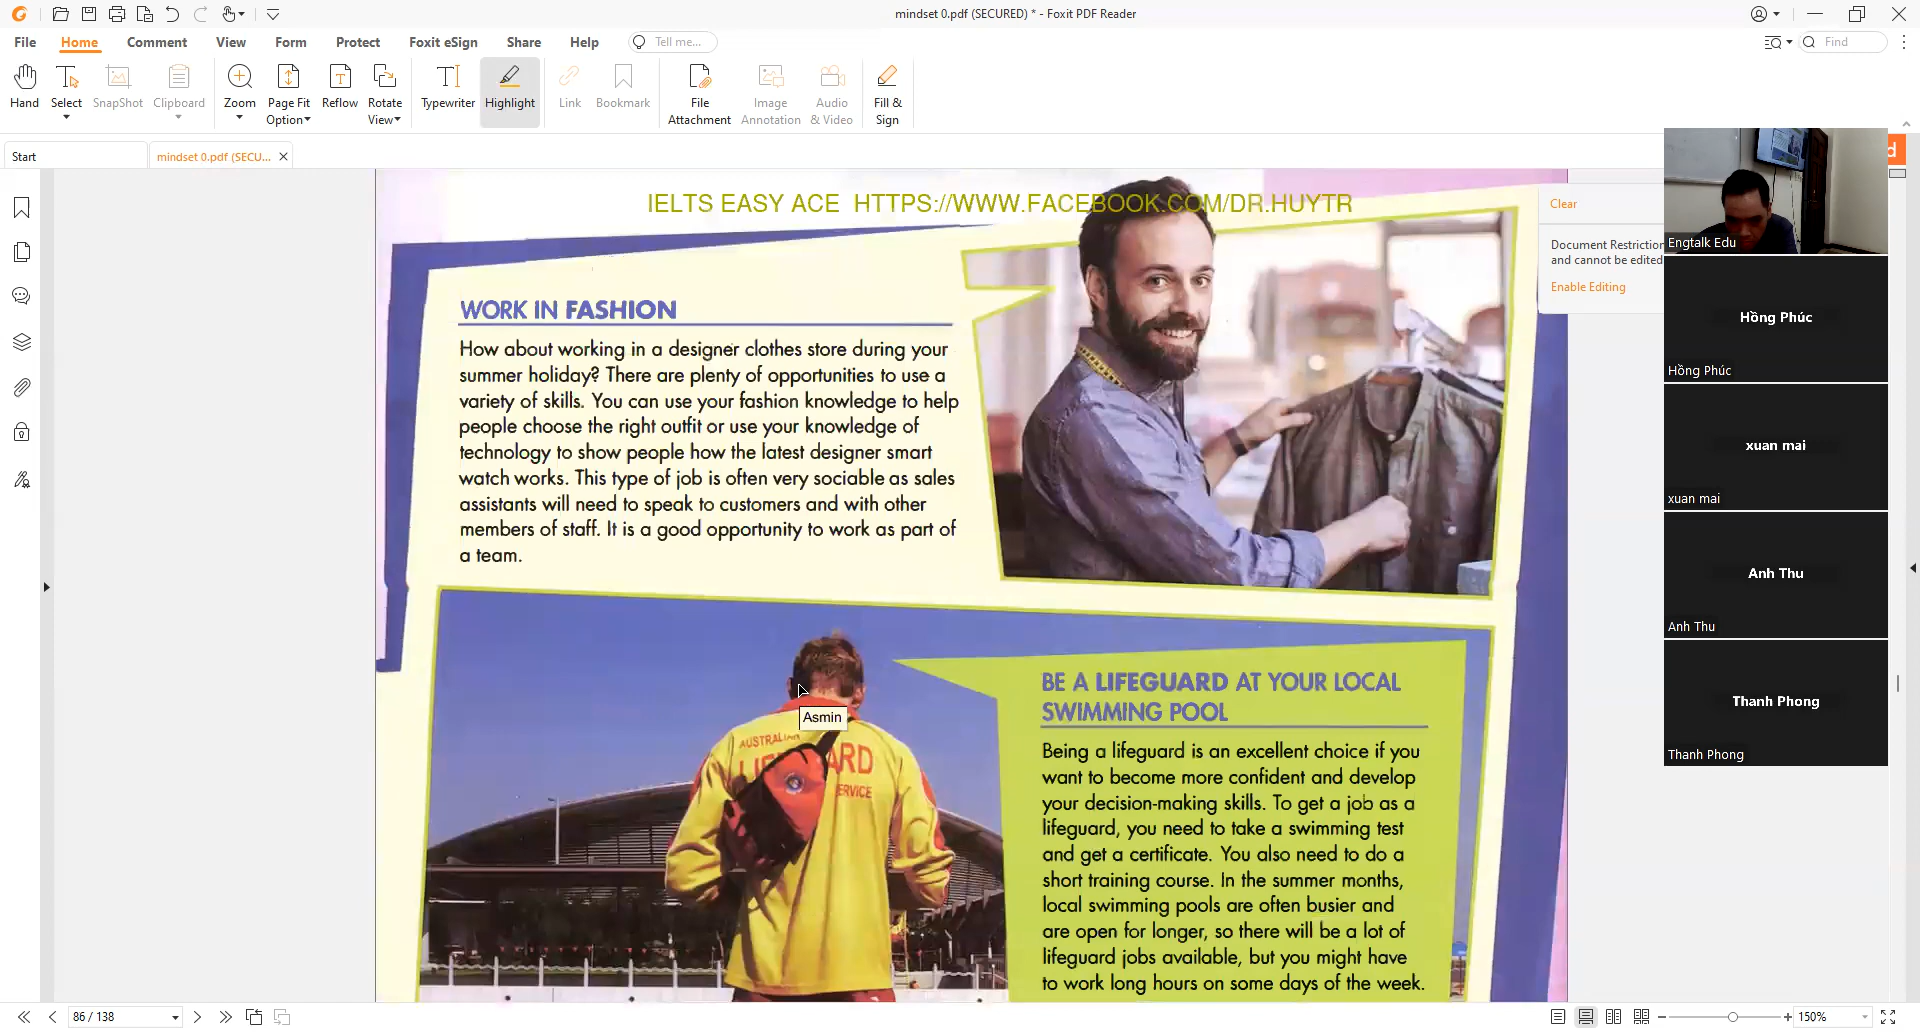 mindset 0.pdf (SECURED) * - Foxit PDF Reader
File Home Comment View Form Protect Foxit eSign Share Help Tell me... Find
Hand Select SnapShot Clipboard Zoom Page Fit Option Reflow Rotate View Typewriter Highlight Link Bookmark File Attachment Image Annotation Audio & Video Fill & Sign
Start mindset 0.pdf (SECU...
IELTS EASY ACE HTTPS://WWW.FACEBOOK.COM/DR.HUYTR
WORK IN FASHION
How about working in a designer clothes store during your
summer holiday? There are plenty of opportunities to use a
variety of skills. You can use your fashion knowledge to help
people choose the right outfit or use your knowledge of
technology to show people how the latest designer smart
watch works. This type of job is often very sociable as sales
assistants will need to speak to customers and with other
members of staff. It is a good opportunity to work as part of
a team.
Asmin
AUSTRALIAN
SERVICE
BE A LIFEGUARD AT YOUR LOCAL
SWIMMING POOL
Being a lifeguard is an excellent choice if you
want to become more confident and develop
your decision-making skills. To get a job as a
lifeguard, you need to take a swimming test
and get a certificate. You also need to do a
short training course. In the summer months,
local swimming pools are often busier and
are open for longer, so there will be a lot of
lifeguard jobs available, but you might have
to work long hours on some days of the week.
Clear
Document Restriction
and cannot be edited
Enable Editing
Engtalk Edu
Hồng Phúc
Hồng Phúc
xuan mai
xuan mai
Anh Thu
Anh Thu
Thanh Phong
Thanh Phong
86 / 138
150%